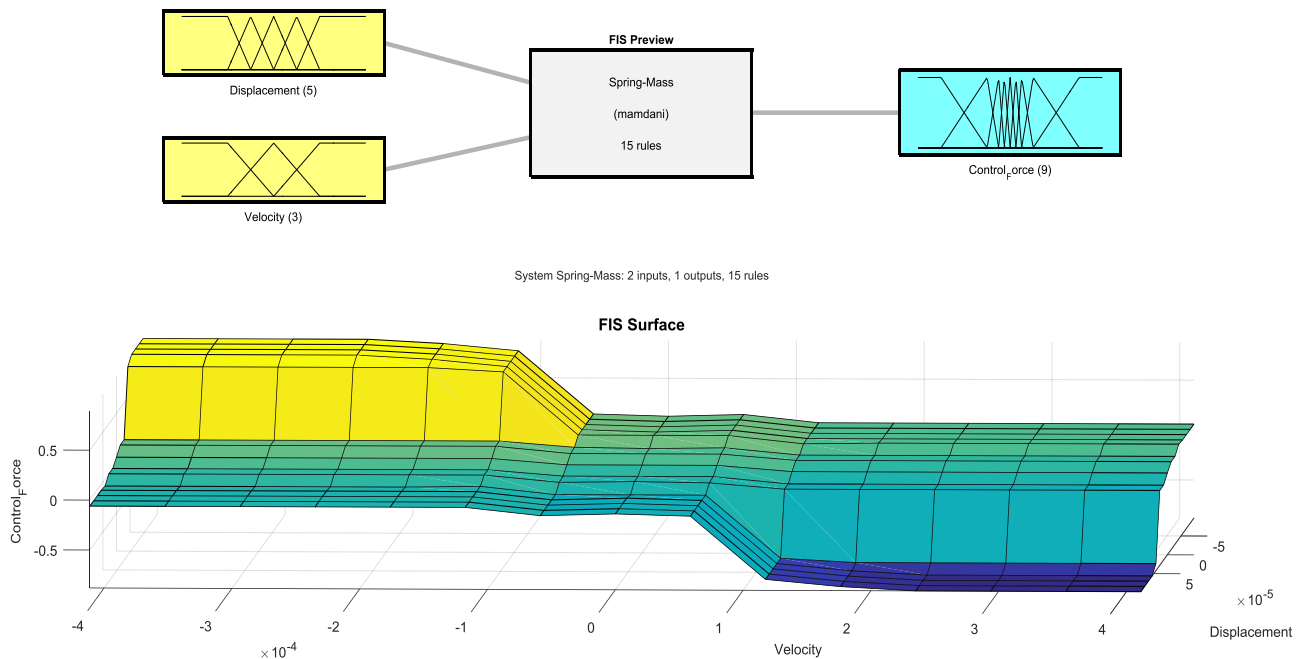 FIS Preview
Displacement (5)
Velocity (3)
Spring-Mass
(mamdani)
15 rules
Control_Force (9)
System Spring-Mass: 2 inputs, 1 outputs, 15 rules
FIS Surface
Control_Force
0.5
0
-0.5
-4
-3
-2
-1
0
1
2
3
4
×10-4
Velocity
-5
0
5
×10-5
Displacement